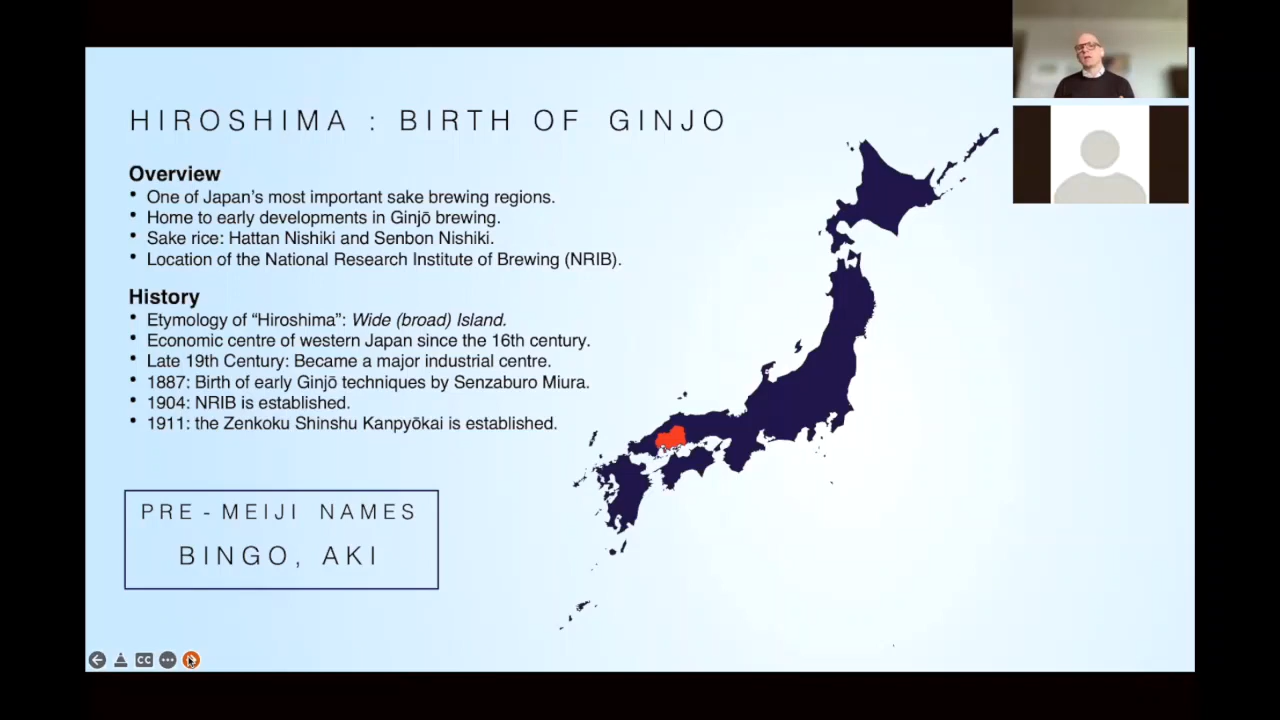 HIROSHIMA : BIRTH OF GINJO
Overview
• One of Japan's most important sake brewing regions.
• Home to early developments in Ginjō brewing.
• Sake rice: Hattan Nishiki and Senbon Nishiki.
• Location of the National Research Institute of Brewing (NRIB).
History
• Etymology of “Hiroshima”: Wide (broad) Island.
• Economic centre of western Japan since the 16th century.
• Late 19th Century: Became a major industrial centre.
• 1887: Birth of early Ginjō techniques by Senzaburo Miura.
• 1904: NRIB is established.
• 1911: the Zenkoku Shinshu Kanpyōkai is established.
PRE-MEIJI NAMES
BINGO, AKI
CC